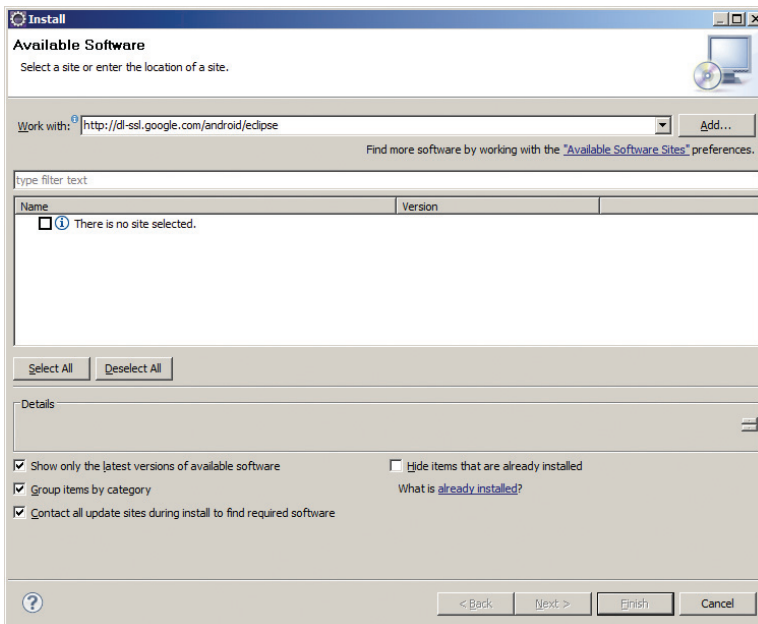 Install
Available Software
Select a site or enter the location of a site.
Work with: http://dl-ssl.google.com/android/eclipse Add...
Find more software by working with the "Available Software Sites" preferences.
type filter text
Name Version
There is no site selected.
Select All Deselect All
Details
Show only the latest versions of available software Hide items that are already installed
Group items by category What is already installed?
Contact all update sites during install to find required software
? < Back Next > Finish Cancel